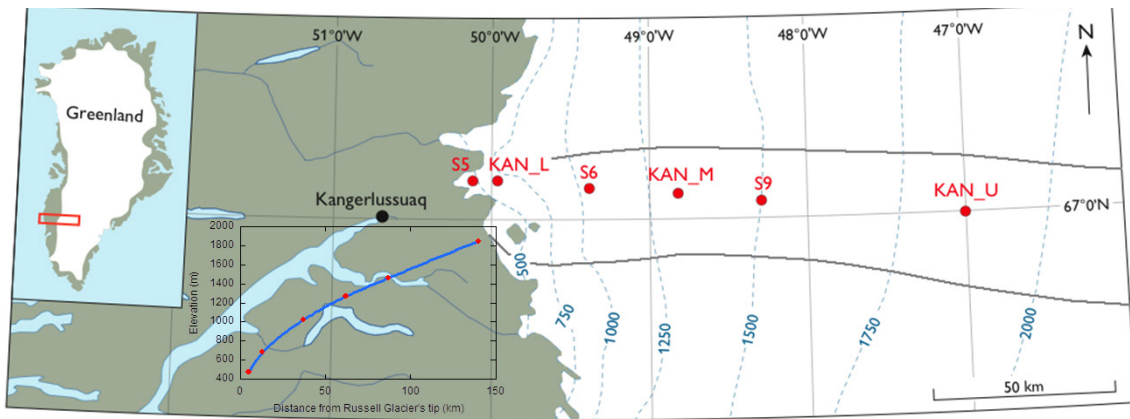 51°0'W
50°0'W
49°0'W
48°0'W
47°0'W
N
Greenland
S5
KAN_L
S6
KAN_M
S9
KAN_U
Kangerlussuaq
67°0'N
2000
1800
1600
1400
1200
1000
800
600
400
Elevation (m)
0
50
100
150
Distance from Russell Glacier's tip (km)
500
750
1000
1250
1500
1750
2000
50 km